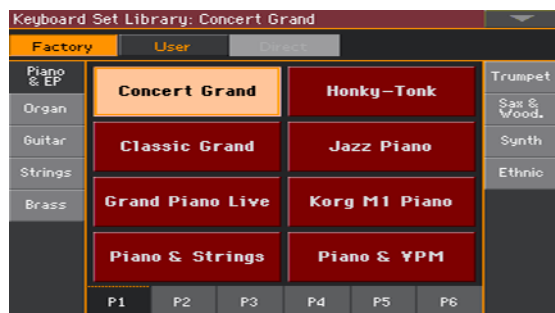 Keyboard Set Library: Concert Grand
Factory User Direct
Piano & EP
Organ
Guitar
Strings
Brass
Concert Grand Honky-Tonk
Classic Grand Jazz Piano
Grand Piano Live Korg M1 Piano
Piano & Strings Piano & VPM
Trumpet
Sax & Wood.
Synth
Ethnic
P1 P2 P3 P4 P5 P6